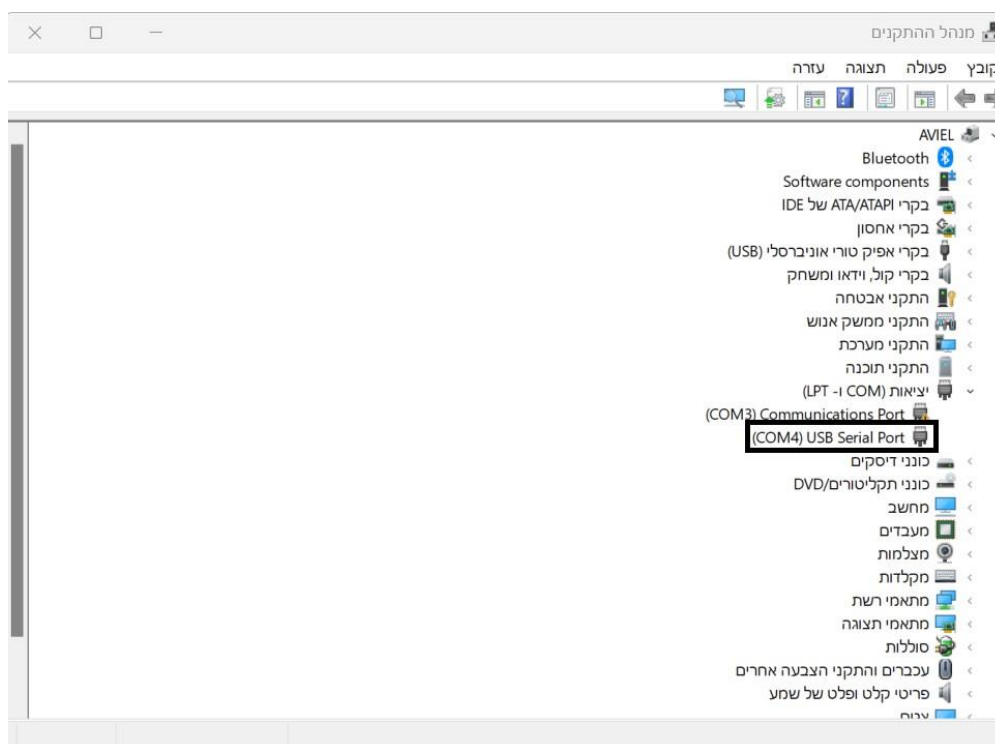 מנהל ההתקנים
קובץ פעולה תצוגה עזרה
AVIEL
Bluetooth
Software components
בקרי ATA/ATAPI של IDE
בקרי אחסון
בקרי אפיק טורי אוניברסלי (USB)
בקרי קול, וידאו ומשחק
התקני אבטחה
התקני ממשק אנוש
התקני מערכת
התקני תוכנה
יציאות (COM ו- LPT)
(COM3) Communications Port
(COM4) USB Serial Port
כונני דיסקים
כונני תקליטורים/DVD
מחשב
מעבדים
מצלמות
מקלדות
מתאמי רשת
מתאמי תצוגה
סוללות
עכברים והתקני הצבעה אחרים
פריטי קלט ופלט של שמע